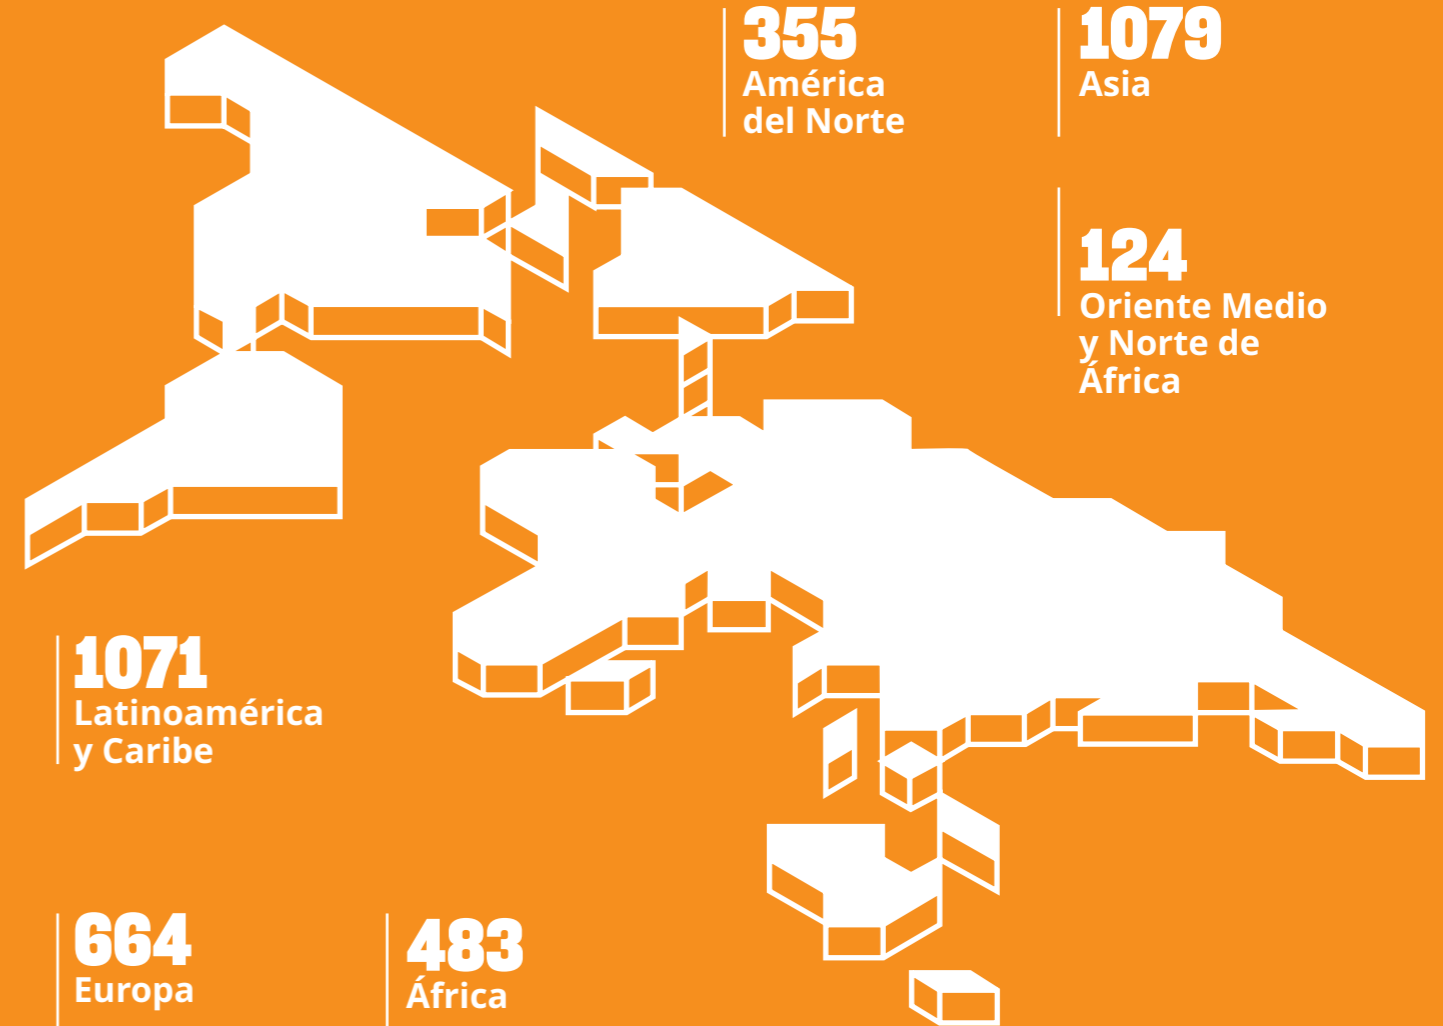 355
América
del Norte
1079
Asia
124
Oriente Medio
y Norte de
África
1071
Latinoamérica
y Caribe
664
Europa
483
África